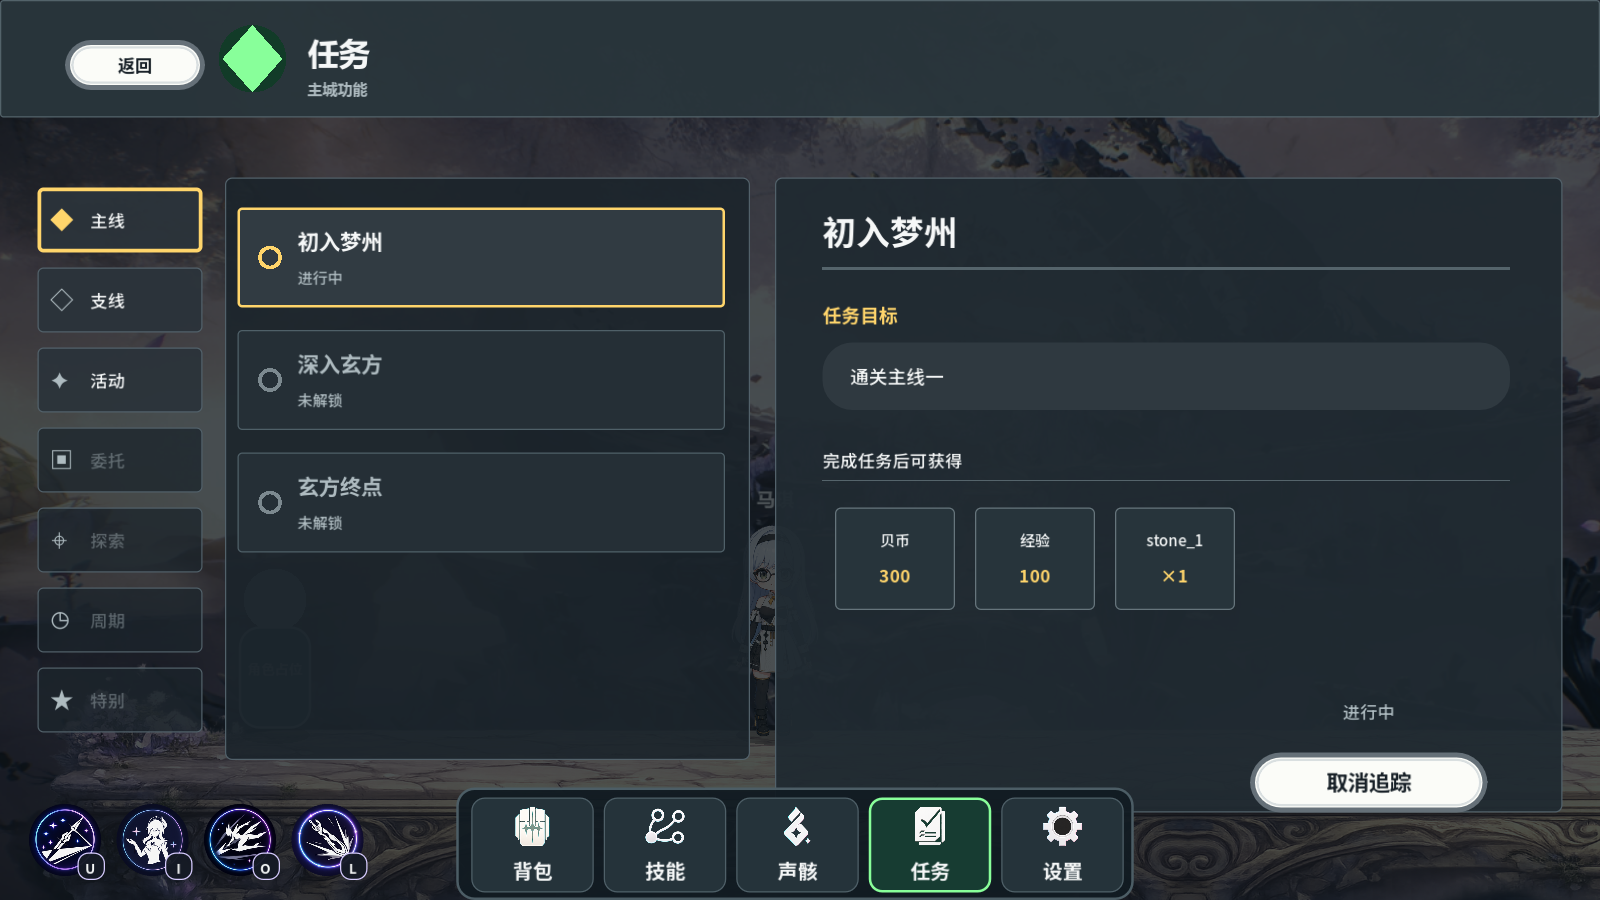 返回
任务
主城功能
主线
支线
活动
委托
探索
周期
特别
初入梦州
进行中
深入玄方
未解锁
玄方终点
未解锁
马
初入梦州
任务目标
通关主线一
完成任务后可获得
贝币
300
经验
100
stone_1
×1
进行中
取消追踪
U
I
O
L
背包
技能
声骸
任务
设置